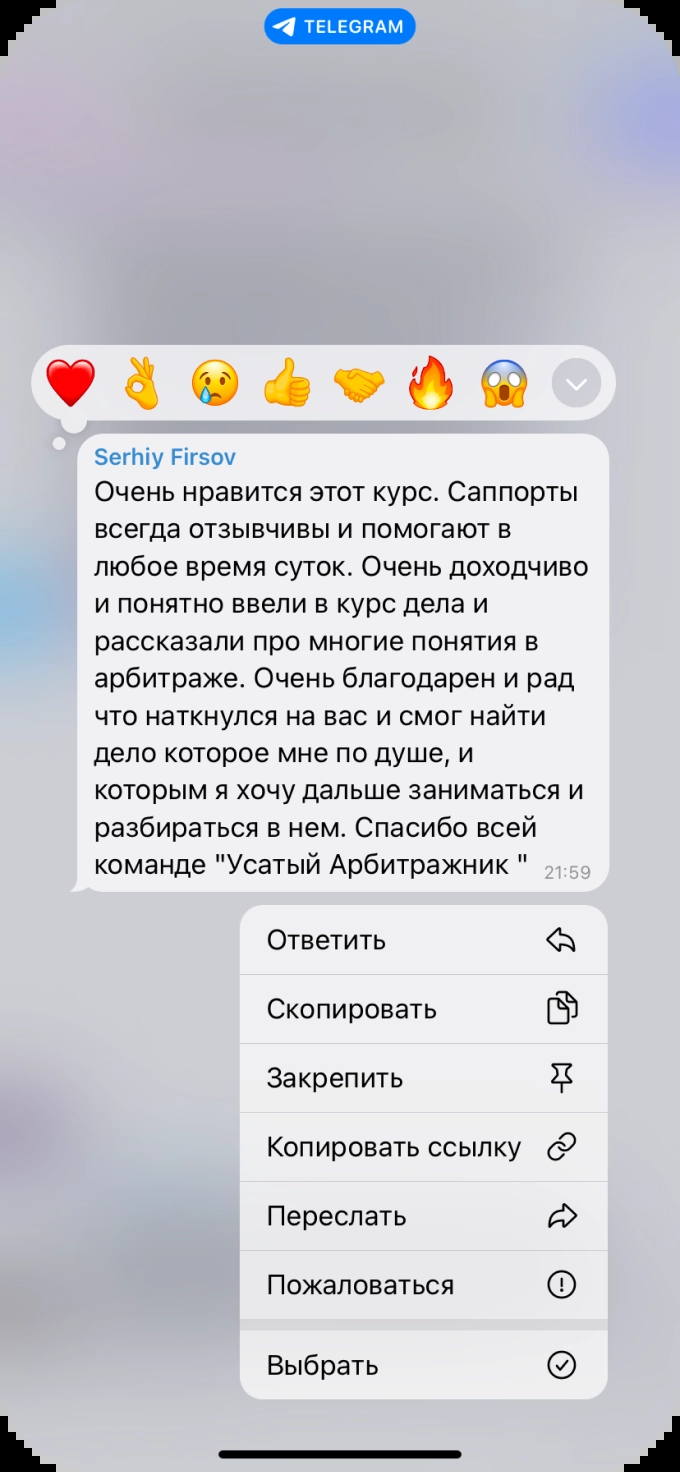 TELEGRAM
Serhiy Firsov
Очень нравится этот курс. Саппорты
всегда отзывчивы и помогают в
любое время суток. Очень доходчиво
и понятно ввели в курс дела и
рассказали про многие понятия в
арбитраже. Очень благодарен и рад
что наткнулся на вас и смог найти
дело которое мне по душе, и
которым я хочу дальше заниматься и
разбираться в нем. Спасибо всей
команде "Усатый Арбитражник " 21:59
Ответить
Скопировать
Закрепить
Копировать ссылку
Переслать
Пожаловаться
Выбрать